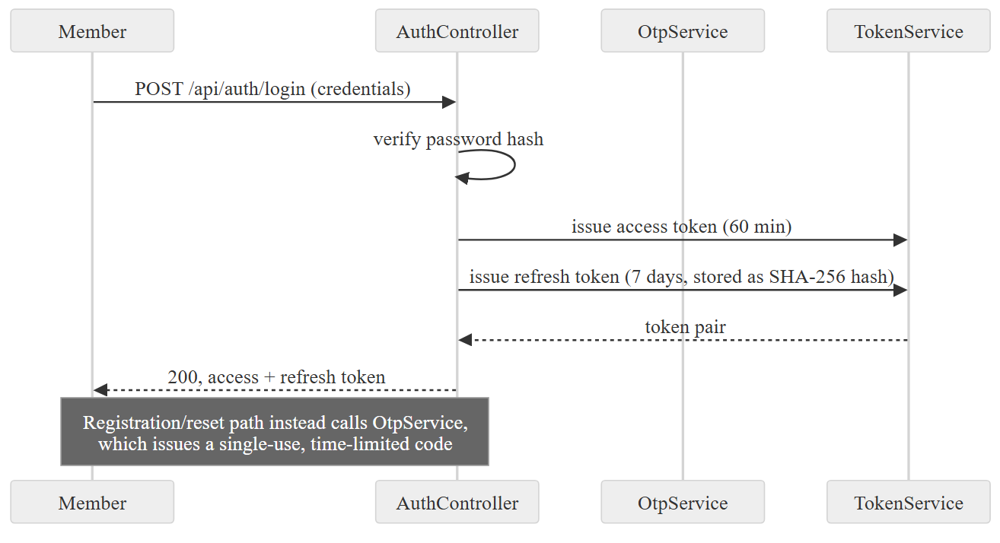 Member
AuthController
OtpService
TokenService
POST /api/auth/login (credentials)
verify password hash
issue access token (60 min)
issue refresh token (7 days, stored as SHA-256 hash)
token pair
200, access + refresh token
Registration/reset path instead calls OtpService,
which issues a single-use, time-limited code
Member
AuthController
OtpService
TokenService